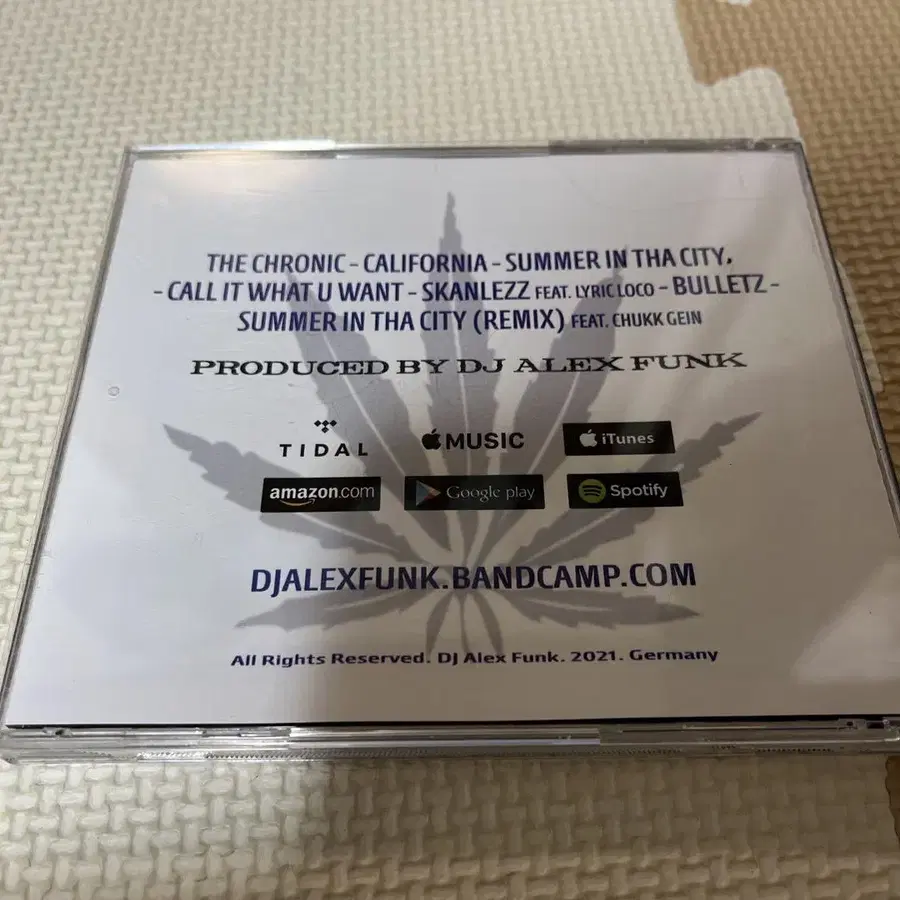 THE CHRONIC - CALIFORNIA - SUMMER IN THA CITY,
- CALL IT WHAT U WANT - SKANLEZZ FEAT. LYRIC LOCO - BULLETZ -
SUMMER IN THA CITY (REMIX) FEAT. CHUKK GEIN
PRODUCED BY DJ ALEX FUNK
TIDAL
MUSIC
iTunes
amazon.com
Google play
Spotify
DJALEXFUNK.BANDCAMP.COM
All Rights Reserved. DJ Alex Funk. 2021. Germany